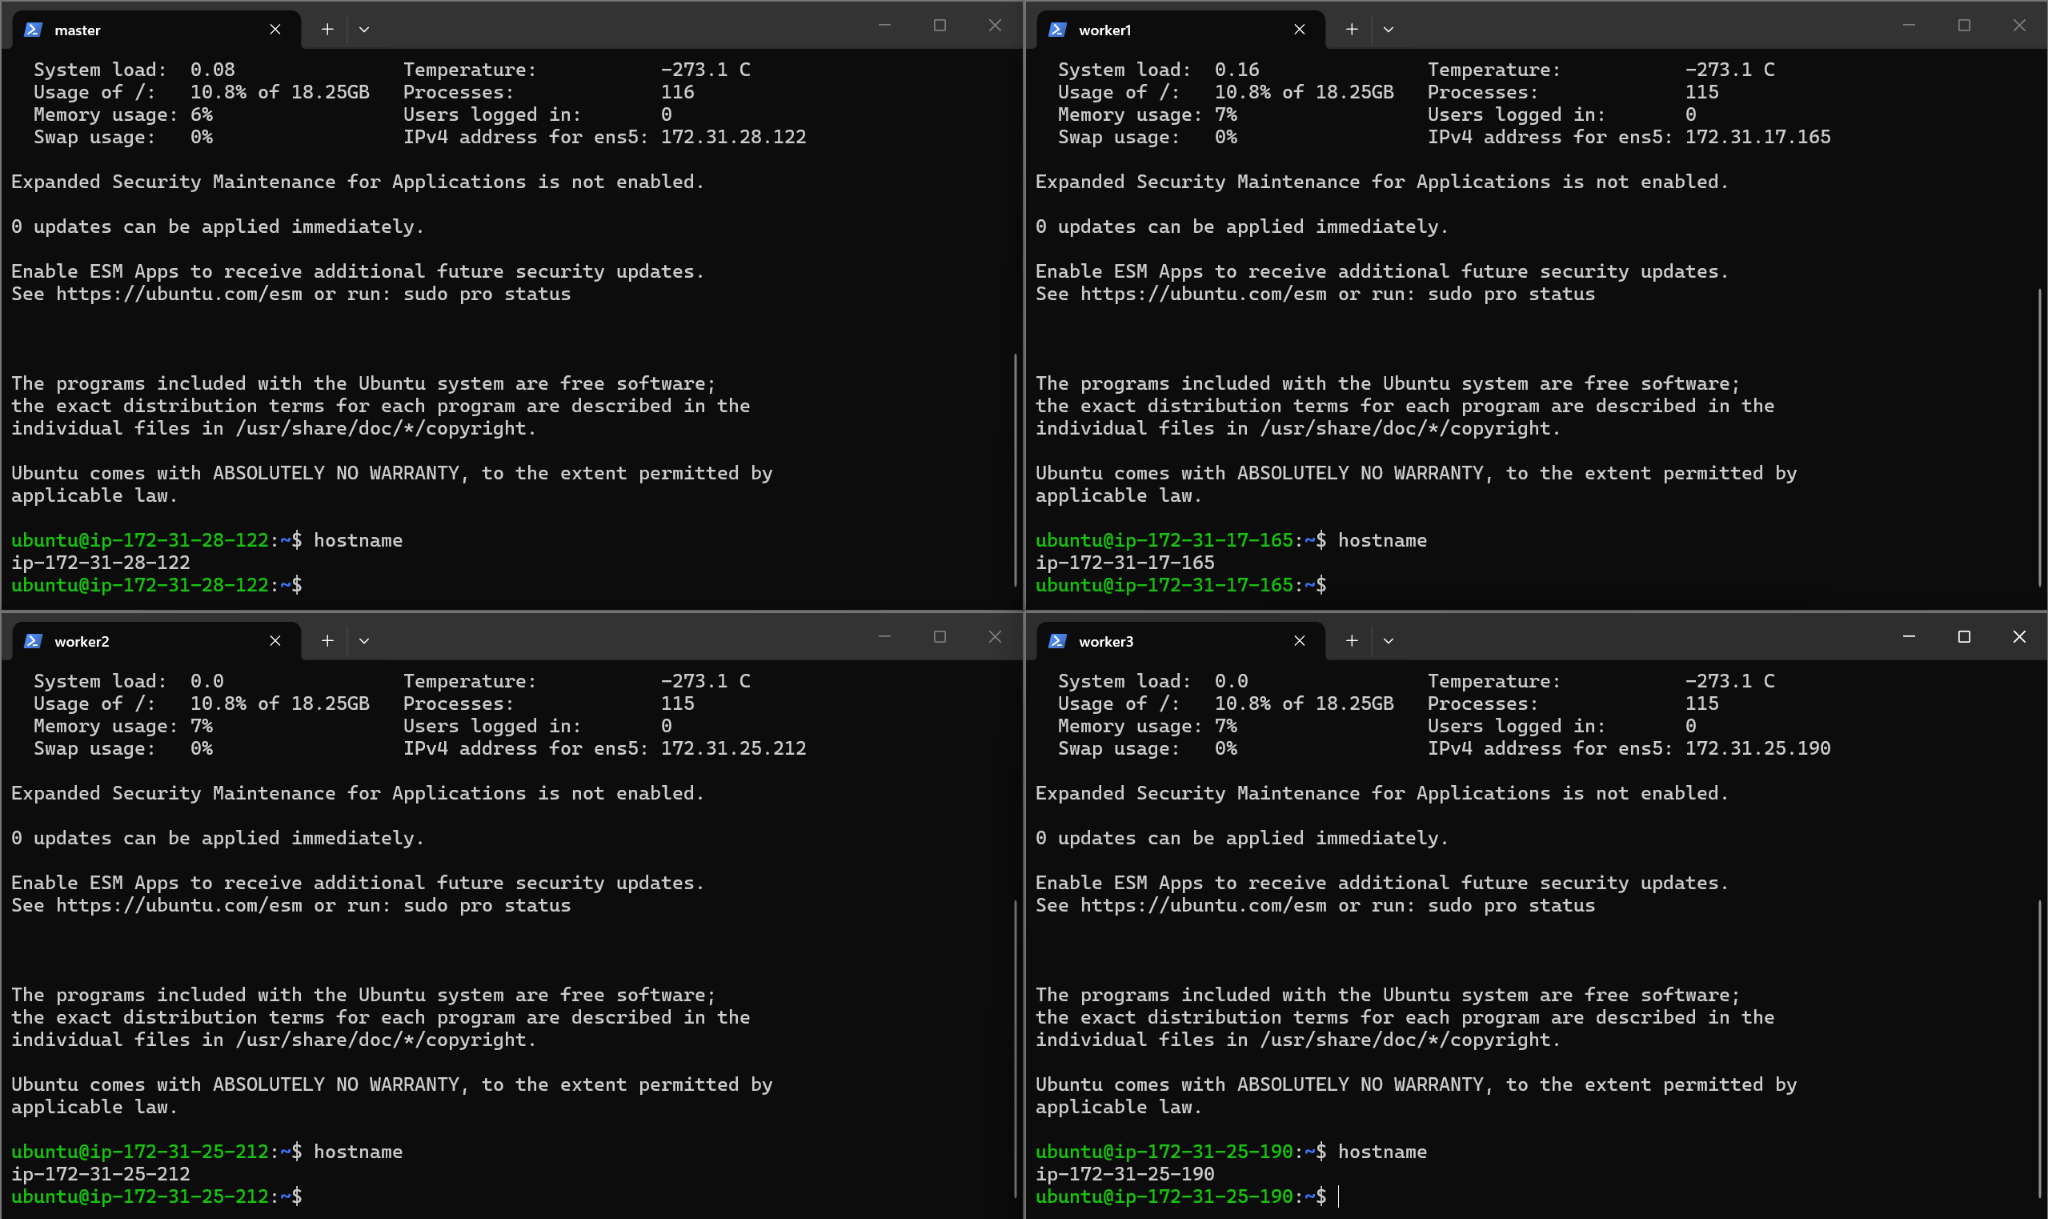 master
System load:  0.08               Temperature:           -273.1 C
Usage of /:   10.8% of 18.25GB   Processes:             116
Memory usage: 6%                 Users logged in:       0
Swap usage:   0%                 IPv4 address for ens5: 172.31.28.122
Expanded Security Maintenance for Applications is not enabled.
0 updates can be applied immediately.
Enable ESM Apps to receive additional future security updates.
See https://ubuntu.com/esm or run: sudo pro status
The programs included with the Ubuntu system are free software;
the exact distribution terms for each program are described in the
individual files in /usr/share/doc/*/copyright.
Ubuntu comes with ABSOLUTELY NO WARRANTY, to the extent permitted by
applicable law.
ubuntu@ip-172-31-28-122:~$ hostname
ip-172-31-28-122
ubuntu@ip-172-31-28-122:~$
worker1
System load:  0.16               Temperature:           -273.1 C
Usage of /:   10.8% of 18.25GB   Processes:             115
Memory usage: 7%                 Users logged in:       0
Swap usage:   0%                 IPv4 address for ens5: 172.31.17.165
Expanded Security Maintenance for Applications is not enabled.
0 updates can be applied immediately.
Enable ESM Apps to receive additional future security updates.
See https://ubuntu.com/esm or run: sudo pro status
The programs included with the Ubuntu system are free software;
the exact distribution terms for each program are described in the
individual files in /usr/share/doc/*/copyright.
Ubuntu comes with ABSOLUTELY NO WARRANTY, to the extent permitted by
applicable law.
ubuntu@ip-172-31-17-165:~$ hostname
ip-172-31-17-165
ubuntu@ip-172-31-17-165:~$
worker2
System load:  0.0                Temperature:           -273.1 C
Usage of /:   10.8% of 18.25GB   Processes:             115
Memory usage: 7%                 Users logged in:       0
Swap usage:   0%                 IPv4 address for ens5: 172.31.25.212
Expanded Security Maintenance for Applications is not enabled.
0 updates can be applied immediately.
Enable ESM Apps to receive additional future security updates.
See https://ubuntu.com/esm or run: sudo pro status
The programs included with the Ubuntu system are free software;
the exact distribution terms for each program are described in the
individual files in /usr/share/doc/*/copyright.
Ubuntu comes with ABSOLUTELY NO WARRANTY, to the extent permitted by
applicable law.
ubuntu@ip-172-31-25-212:~$ hostname
ip-172-31-25-212
ubuntu@ip-172-31-25-212:~$
worker3
System load:  0.0                Temperature:           -273.1 C
Usage of /:   10.8% of 18.25GB   Processes:             115
Memory usage: 7%                 Users logged in:       0
Swap usage:   0%                 IPv4 address for ens5: 172.31.25.190
Expanded Security Maintenance for Applications is not enabled.
0 updates can be applied immediately.
Enable ESM Apps to receive additional future security updates.
See https://ubuntu.com/esm or run: sudo pro status
The programs included with the Ubuntu system are free software;
the exact distribution terms for each program are described in the
individual files in /usr/share/doc/*/copyright.
Ubuntu comes with ABSOLUTELY NO WARRANTY, to the extent permitted by
applicable law.
ubuntu@ip-172-31-25-190:~$ hostname
ip-172-31-25-190
ubuntu@ip-172-31-25-190:~$